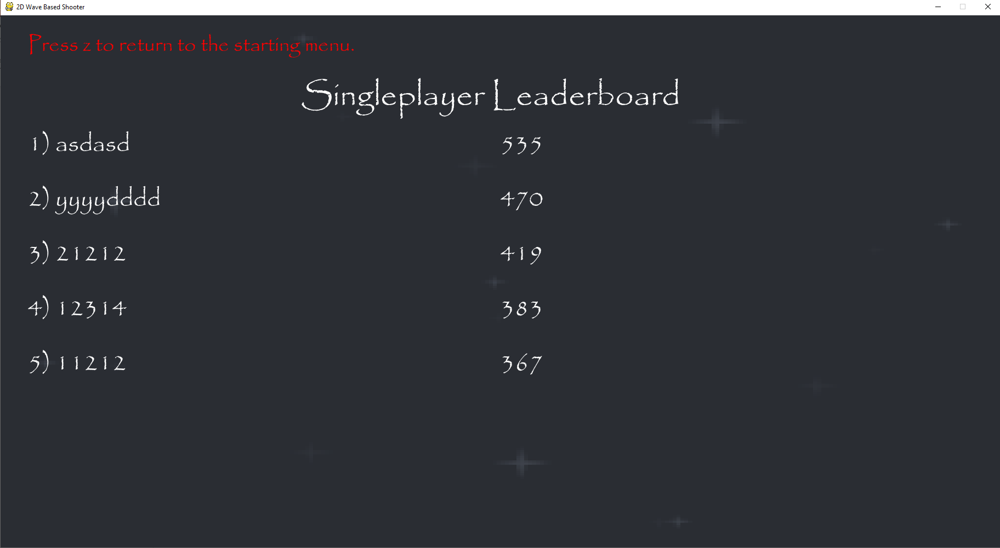 2D Wave Based Shooter
Press z to return to the starting menu.
Singleplayer Leaderboard
1) asdasd 535
2) yyyydddd 470
3) 21212 419
4) 12314 383
5) 11212 367